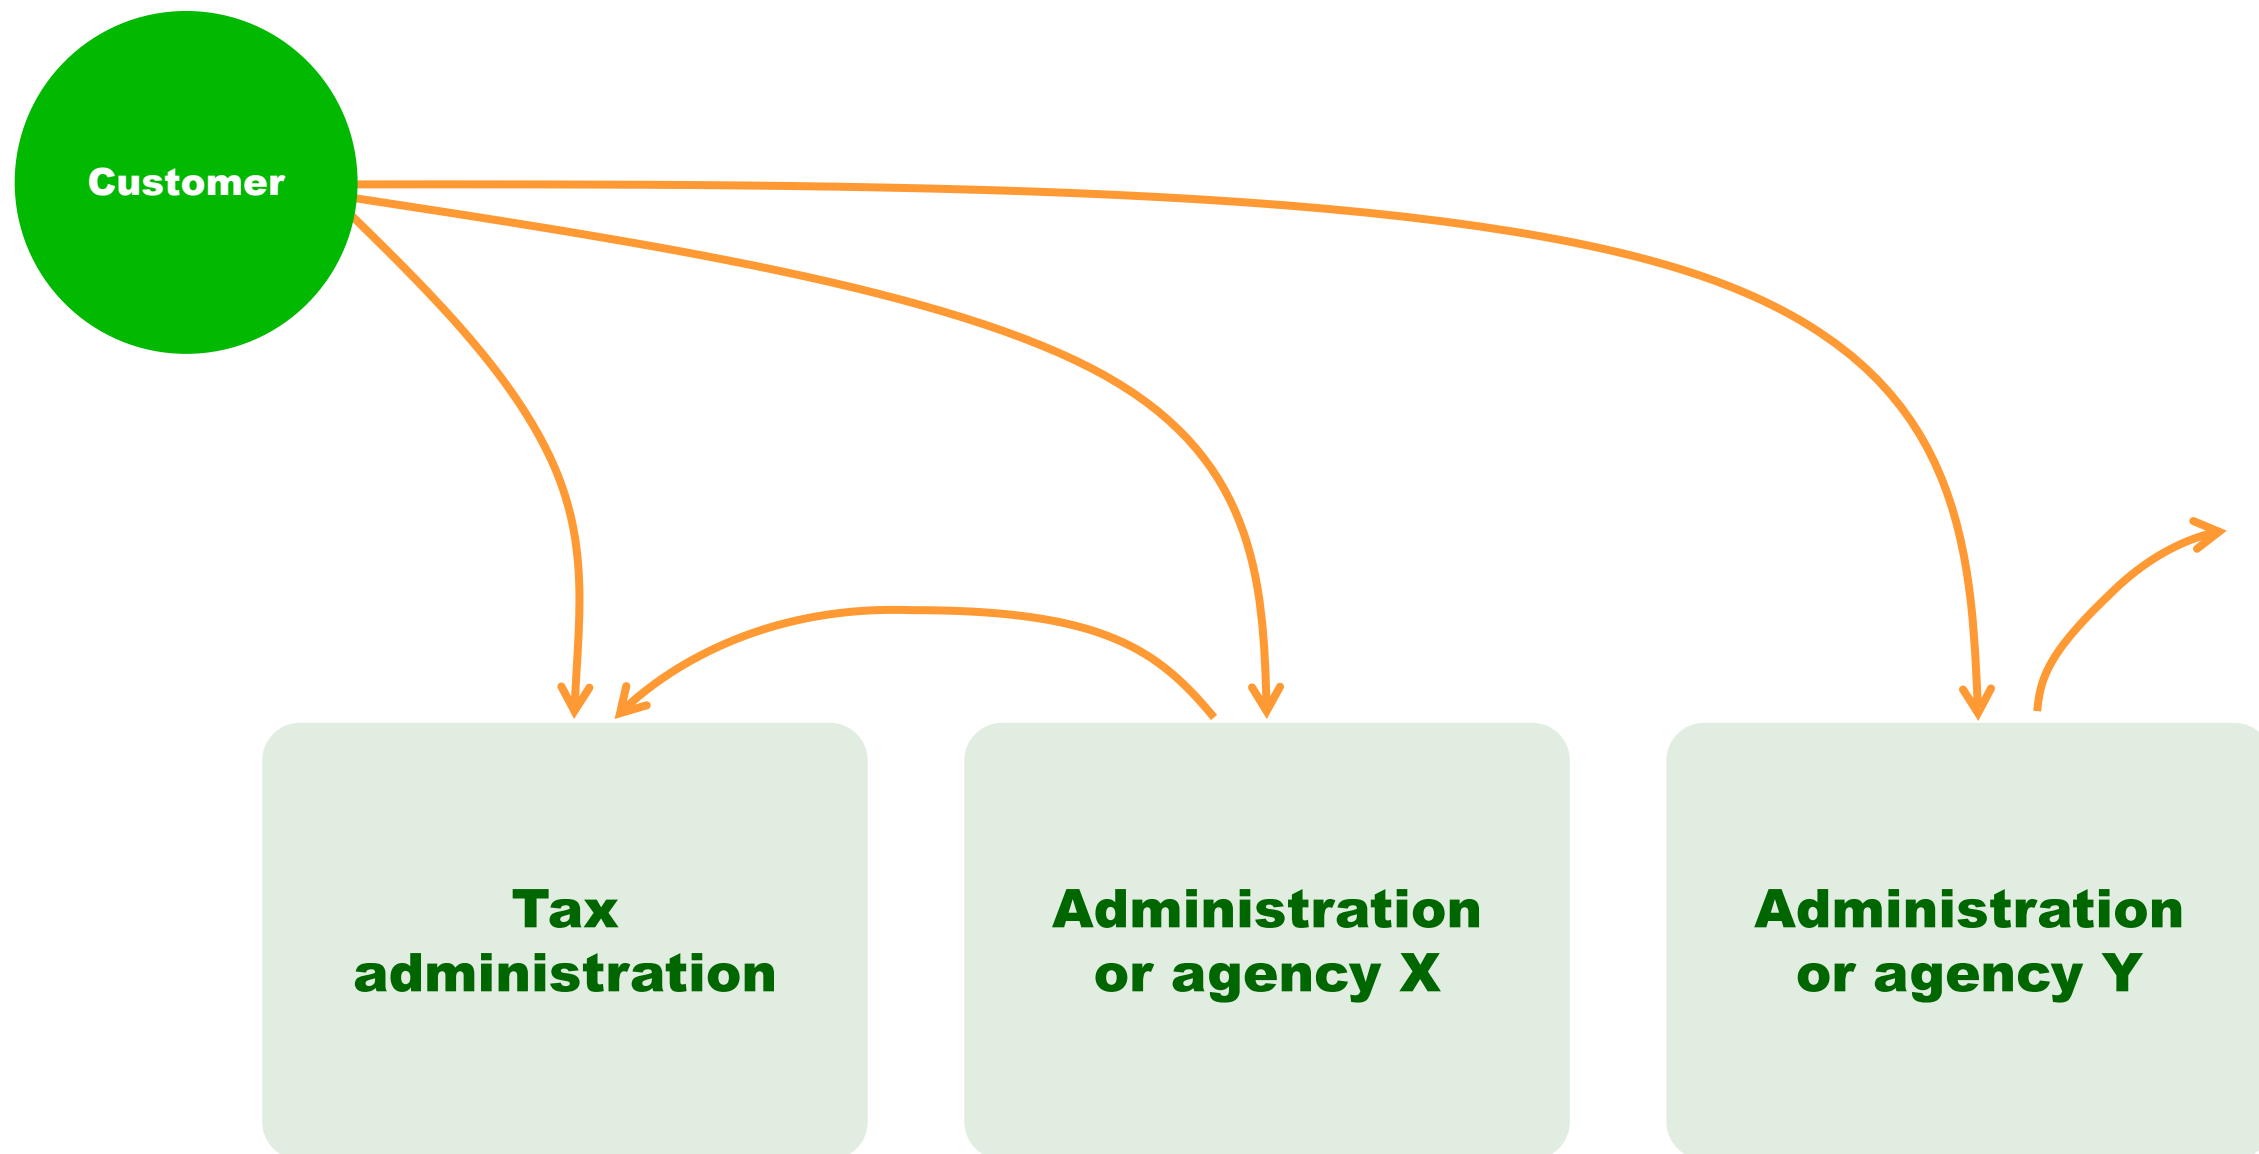 Customer
Tax
administration
Administration
or agency X
Administration
or agency Y